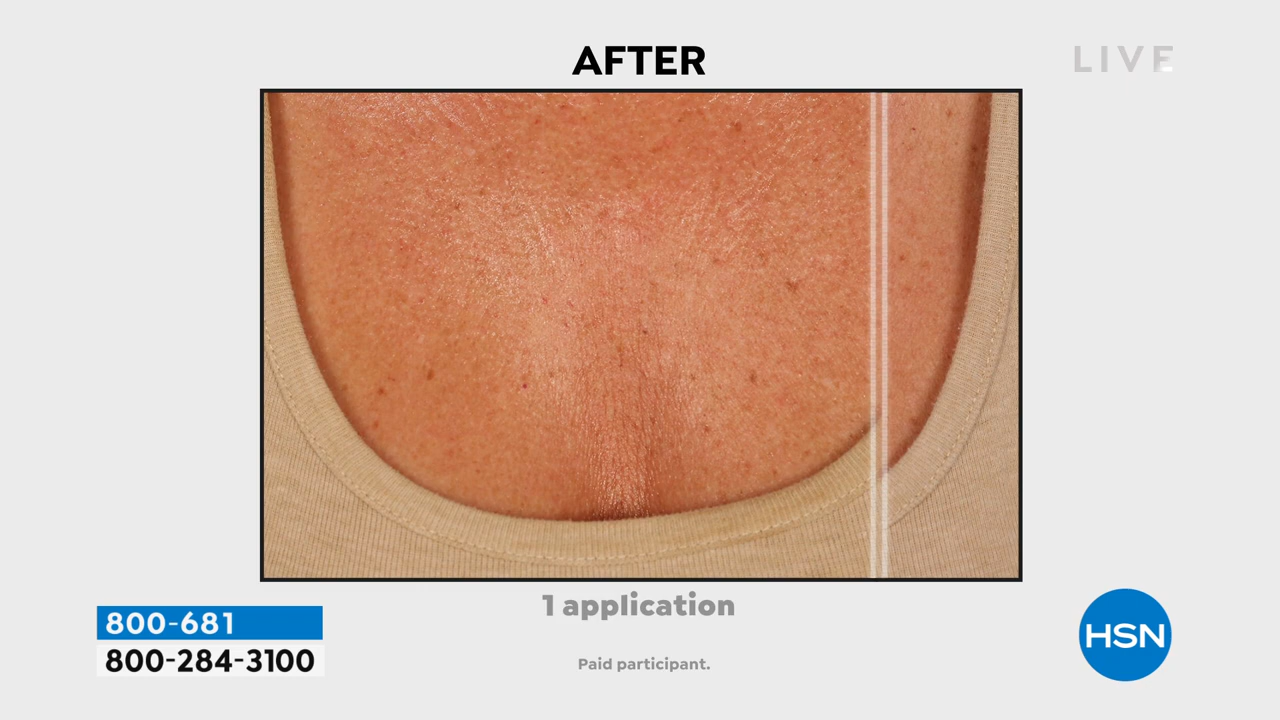 AFTER
LIVE
1 application
800-681
800-284-3100
Paid participant.
HSN